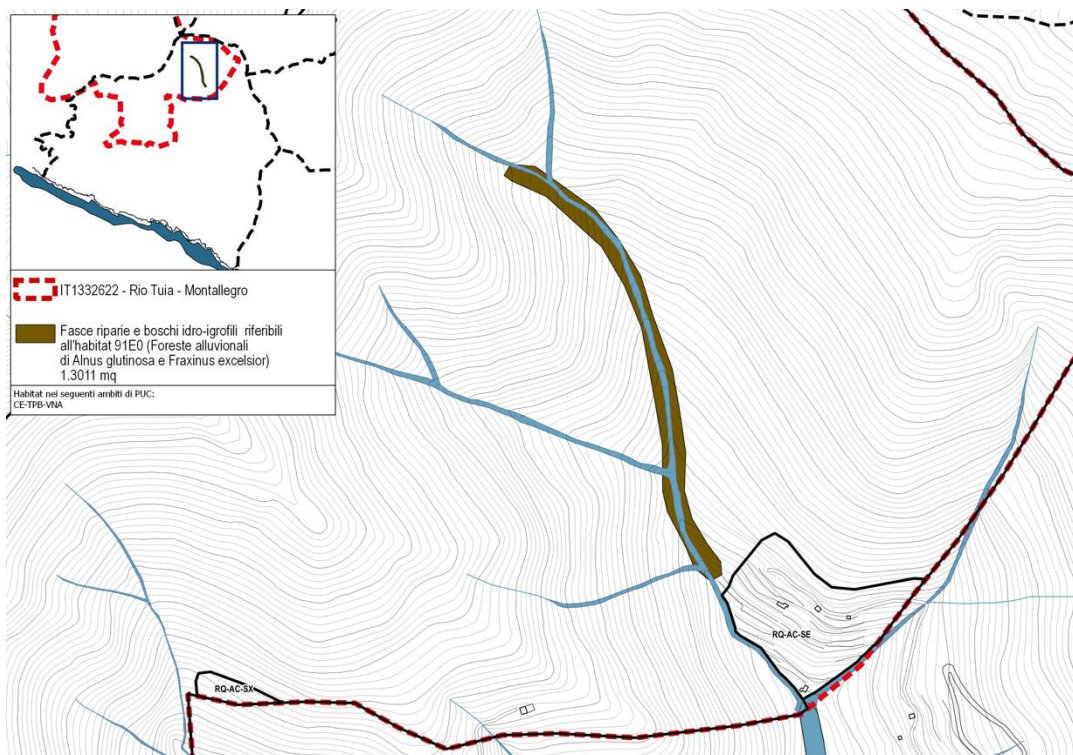 IT1332622 - Rio Tuia - Montallegro
Fasce riparie e boschi idro-igrofili riferibili
all'habitat 91E0 (Foreste alluvionali
di Alnus glutinosa e Fraxinus excelsior)
1.3011 mq
Habitat nei seguenti ambiti di PUC:
CE-TPB-VNA
RQ-AC-SE
RQ-AC-SX